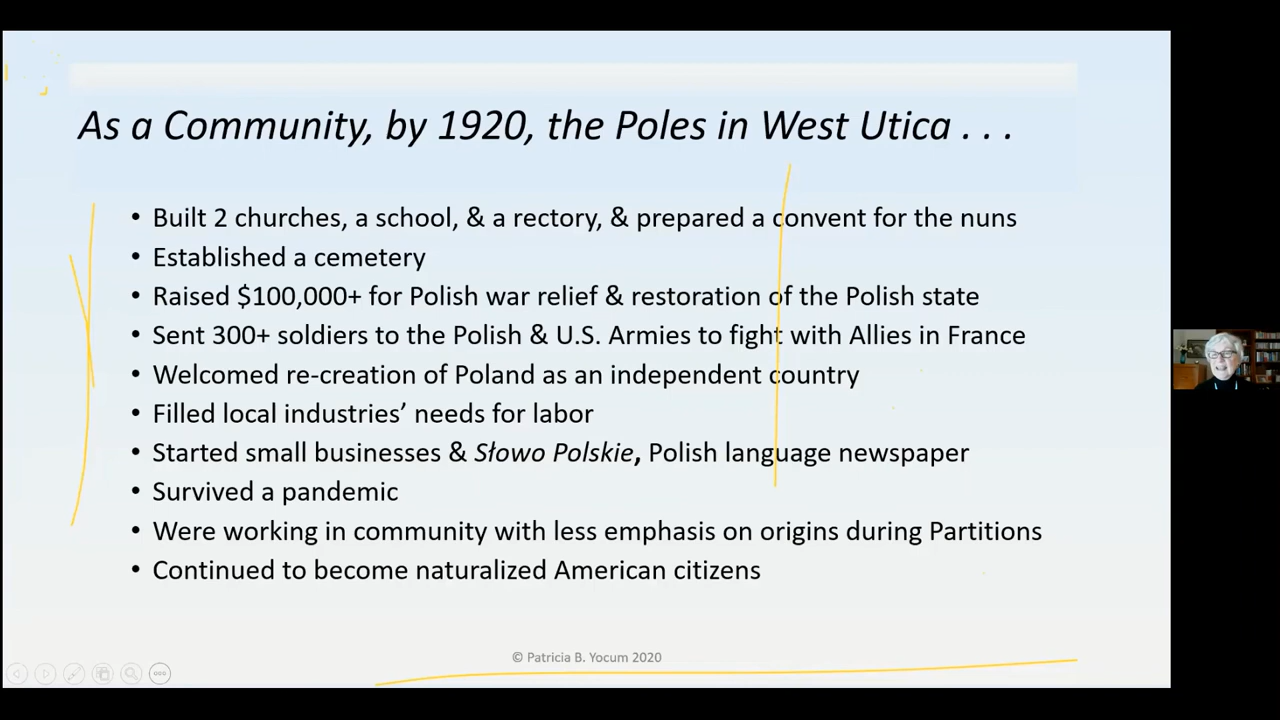 As a Community, by 1920, the Poles in West Utica . . .
• Built 2 churches, a school, & a rectory, & prepared a convent for the nuns
• Established a cemetery
• Raised $100,000+ for Polish war relief & restoration of the Polish state
• Sent 300+ soldiers to the Polish & U.S. Armies to fight with Allies in France
• Welcomed re-creation of Poland as an independent country
• Filled local industries’ needs for labor
• Started small businesses & Słowo Polskie, Polish language newspaper
• Survived a pandemic
• Were working in community with less emphasis on origins during Partitions
• Continued to become naturalized American citizens
© Patricia B. Yocum 2020